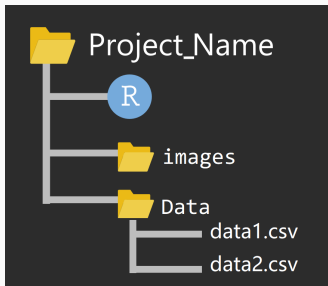 Project_Name
R
images
Data
data1.csv
data2.csv